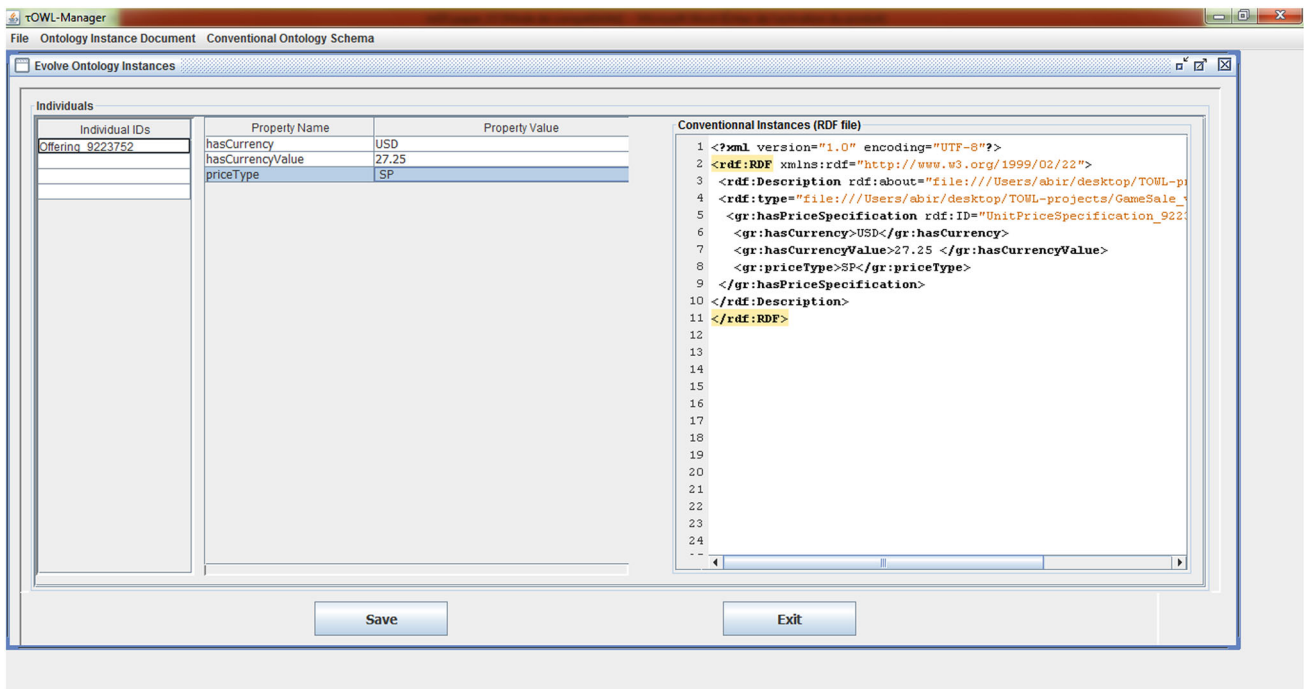 τOWL-Manager
File Ontology Instance Document Conventional Ontology Schema
Evolve Ontology Instances
Individuals
Individual IDs
Offering_9223752
Property Name Property Value
hasCurrency USD
hasCurrencyValue 27.25
priceType SP
Conventionnal Instances (RDF file)
1 <?xml version="1.0" encoding="UTF-8"?>
2 <rdf:RDF xmlns:rdf="http://www.w3.org/1999/02/22">
3 <rdf:Description rdf:about="file:///Users/abir/desktop/TOWL-p
4 <rdf:type="file:///Users/abir/desktop/TOWL-projects/GameSale_
5 <gr:hasPriceSpecification rdf:ID="UnitPriceSpecification_922
6 <gr:hasCurrency>USD</gr:hasCurrency>
7 <gr:hasCurrencyValue>27.25 </gr:hasCurrencyValue>
8 <gr:priceType>SP</gr:priceType>
9 </gr:hasPriceSpecification>
10 </rdf:Description>
11 </rdf:RDF>
12
13
14
15
16
17
18
19
20
21
22
23
24
Save Exit